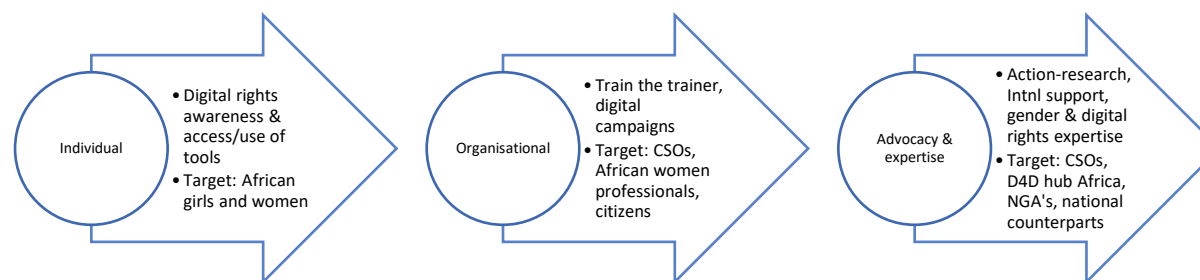 Individual
• Digital rights
awareness &
access/use of
tools
• Target: African
girls and women
Organisational
• Train the trainer,
digital
campaigns
• Target: CSOs,
African women
professionals,
citizens
Advocacy &
expertise
• Action-research,
Intnl support,
gender & digital
rights expertise
• Target: CSOs,
D4D hub Africa,
NGA's, national
counterparts